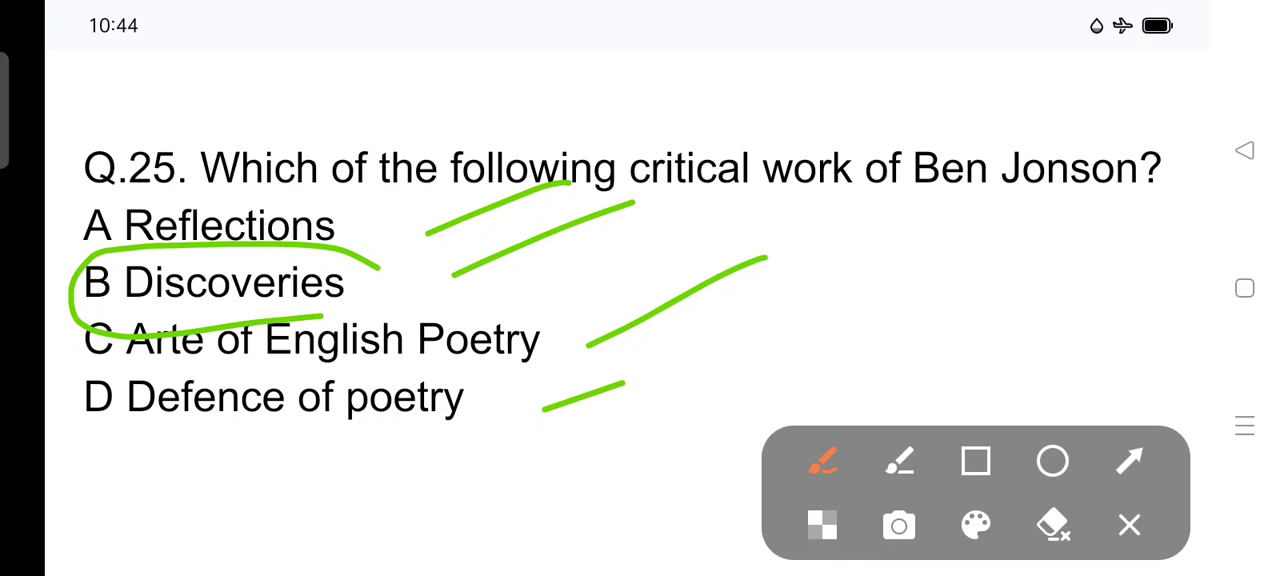 10:44
Q.25. Which of the following critical work of Ben Jonson?
A Reflections
B Discoveries
C Arte of English Poetry
D Defence of poetry